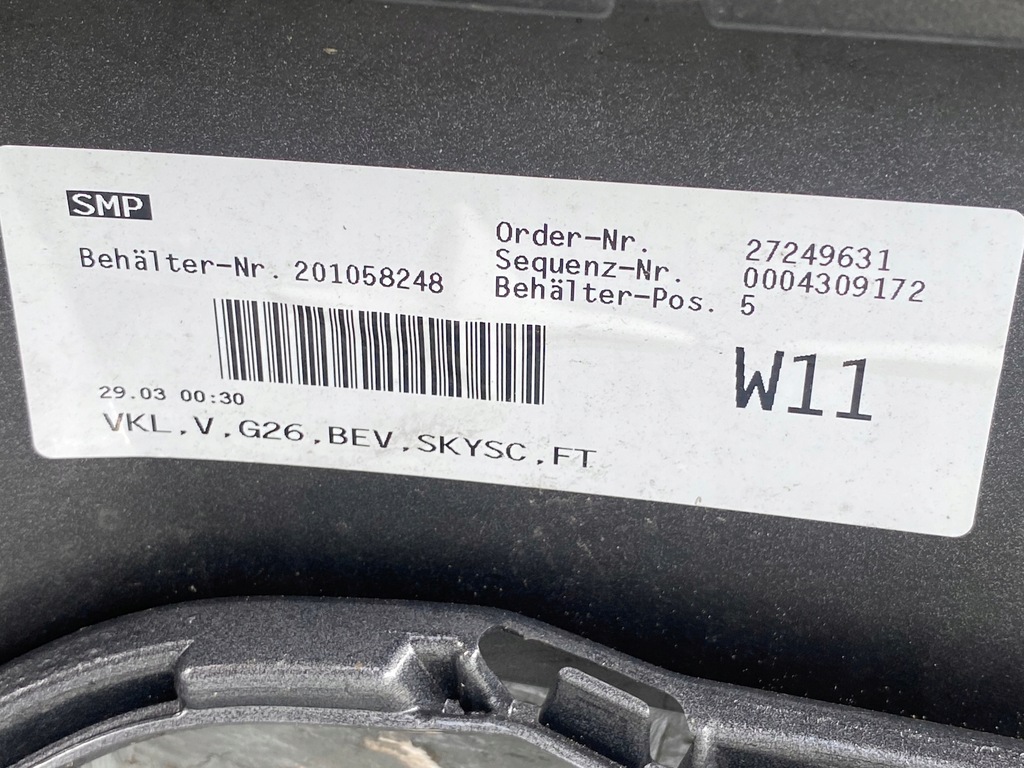 SMP
Behälter-Nr. 201058248
Order-Nr. 27249631
Sequenz-Nr. 0004309172
Behälter-Pos. 5
W11
29.03 00:30
VKL,V,G26,BEV,SKYSC,FT